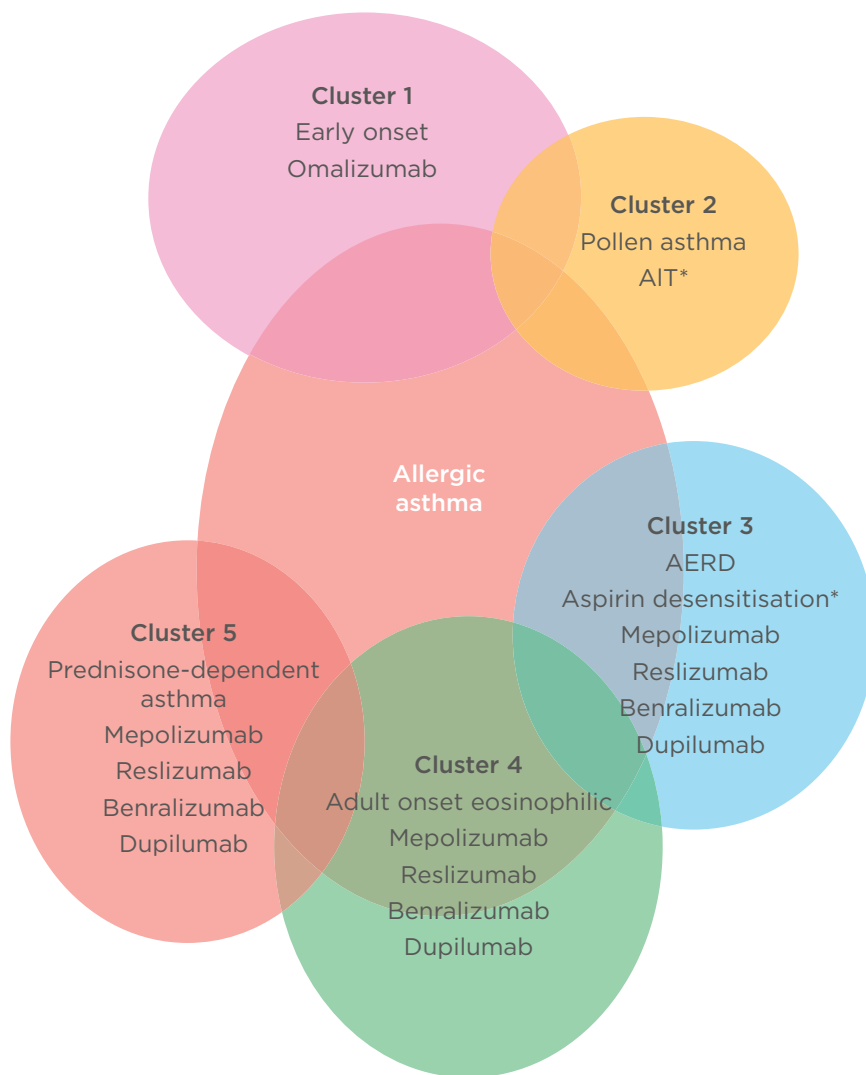 Cluster 1
Early onset
Omalizumab
Cluster 2
Pollen asthma
AIT*
Allergic
asthma
Cluster 3
AERD
Aspirin desensitisation*
Mepolizumab
Reslizumab
Benralizumab
Dupilumab
Cluster 5
Prednisone-dependent
asthma
Mepolizumab
Reslizumab
Benralizumab
Dupilumab
Cluster 4
Adult onset eosinophilic
Mepolizumab
Reslizumab
Benralizumab
Dupilumab